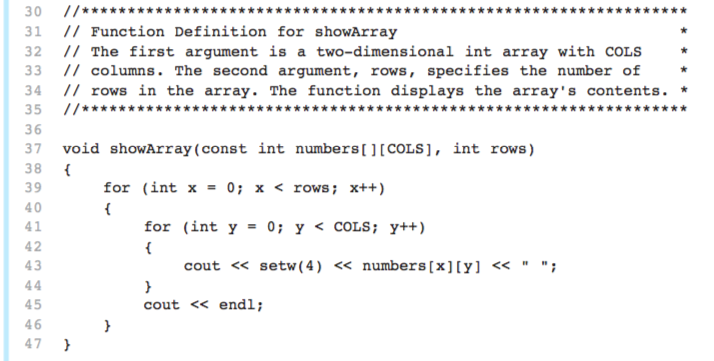 30 //******************************************************************
31 // Function Definition for showArray *
32 // The first argument is a two-dimensional int array with COLS *
33 // columns. The second argument, rows, specifies the number of *
34 // rows in the array. The function displays the array's contents. *
35 //******************************************************************
36
37 void showArray(const int numbers[][COLS], int rows)
38 {
39 for (int x = 0; x < rows; x++)
40 {
41 for (int y = 0; y < COLS; y++)
42 {
43 cout << setw(4) << numbers[x][y] << " ";
44 }
45 cout << endl;
46 }
47 }